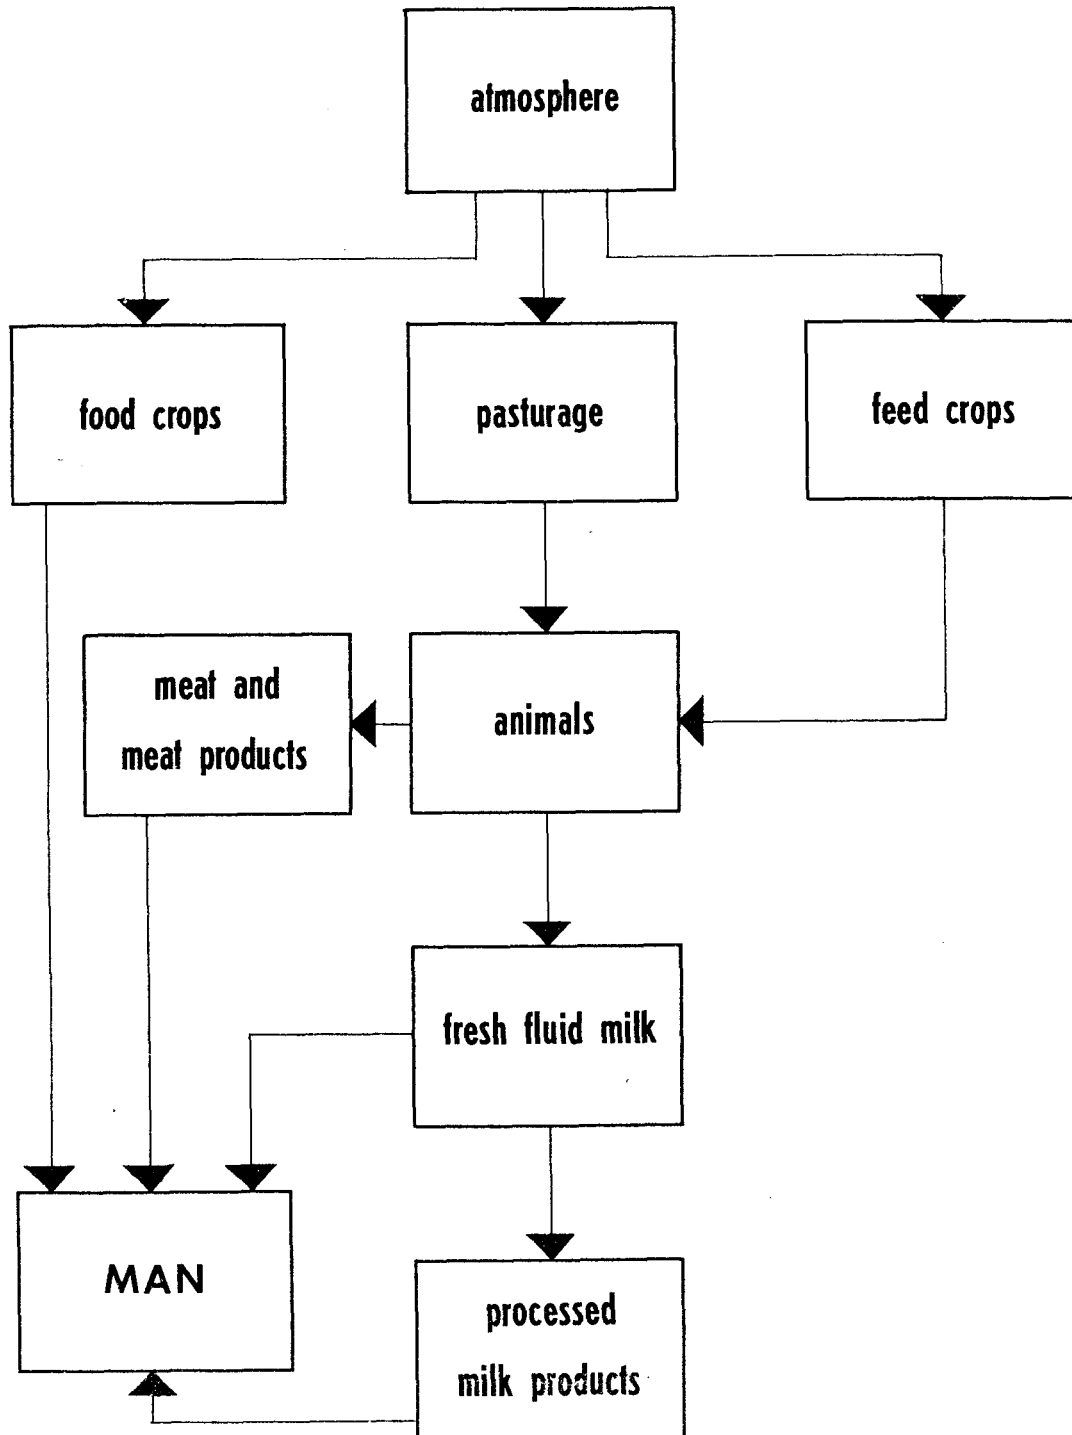 atmosphere
food crops
pasturage
feed crops
meat and
meat products
animals
fresh fluid milk
MAN
processed
milk products